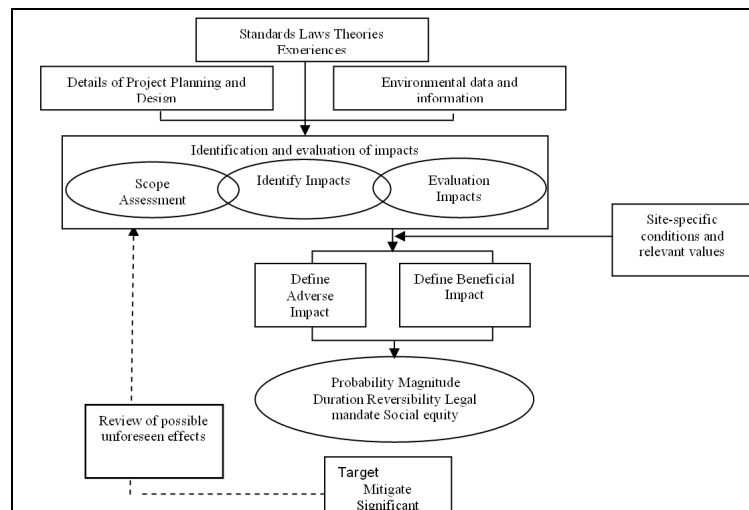 Standards Laws Theories
Experiences
Details of Project Planning and
Design
Environmental data and
information
Identification and evaluation of impacts
Scope
Assessment
Identify Impacts
Evaluation
Impacts
Site-specific
conditions and
relevant values
Define
Adverse
Impact
Define Beneficial
Impact
Probability Magnitude
Duration Reversibility Legal
mandate Social equity
Review of possible
unforeseen effects
Target
Mitigate
Significant